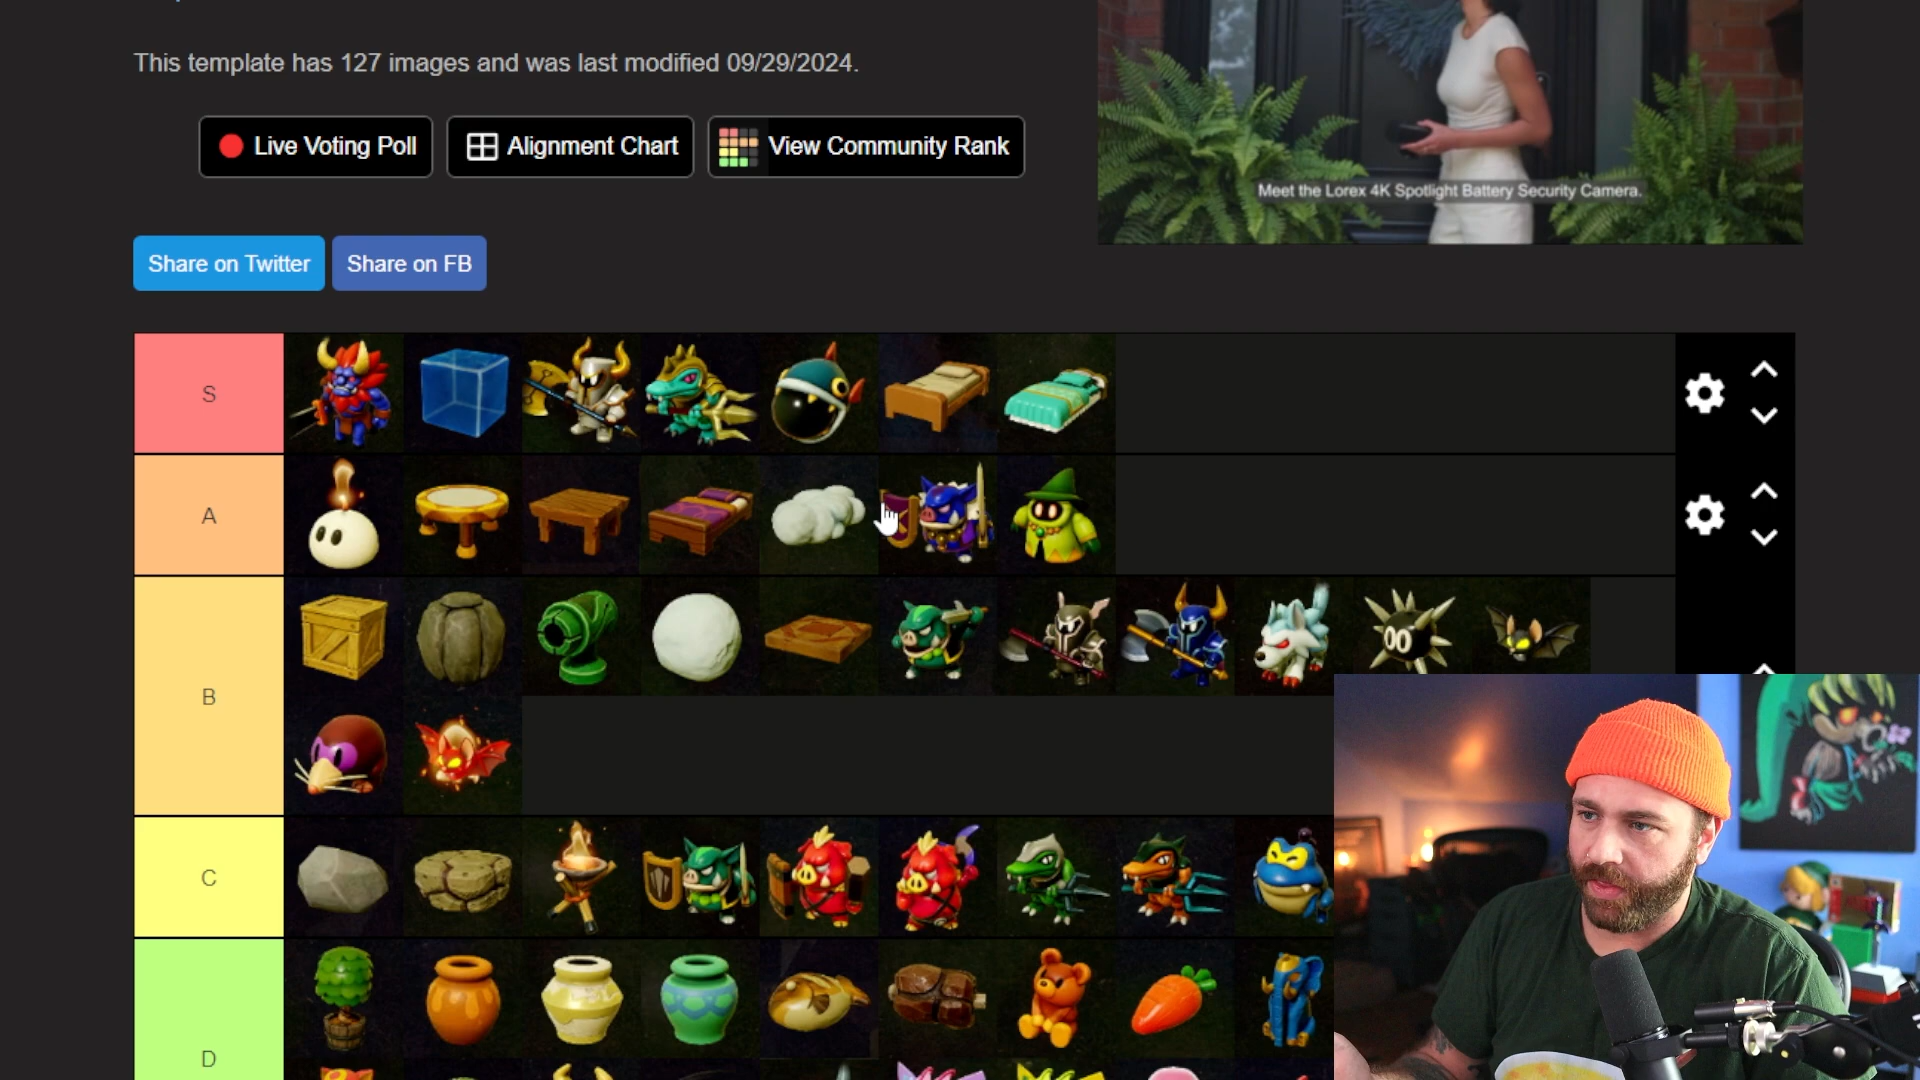 This template has 127 images and was last modified 09/29/2024.
Live Voting Poll
Alignment Chart
View Community Rank
Meet the Lorex 4K Spotlight Battery Security Camera.
Share on Twitter
Share on FB
S
A
B
C
D